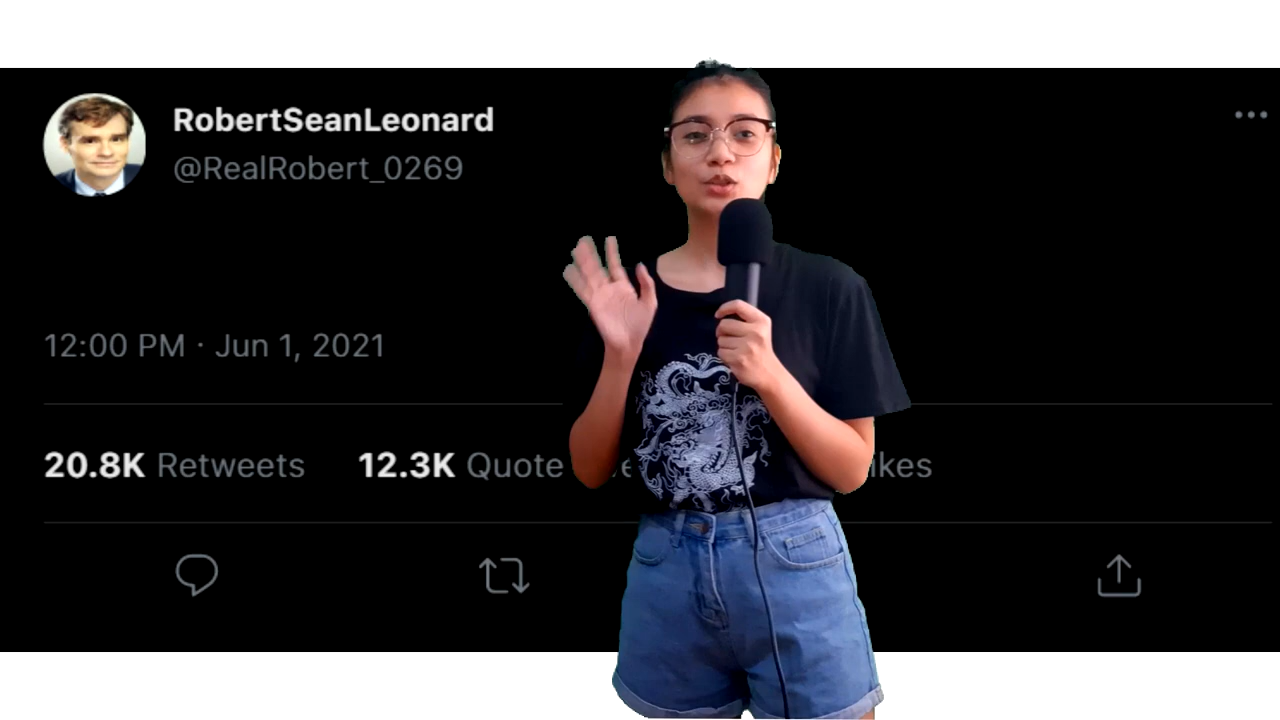 RobertSeanLeonard
@RealRobert_0269
12:00 PM · Jun 1, 2021
20.8K Retweets 12.3K Quote